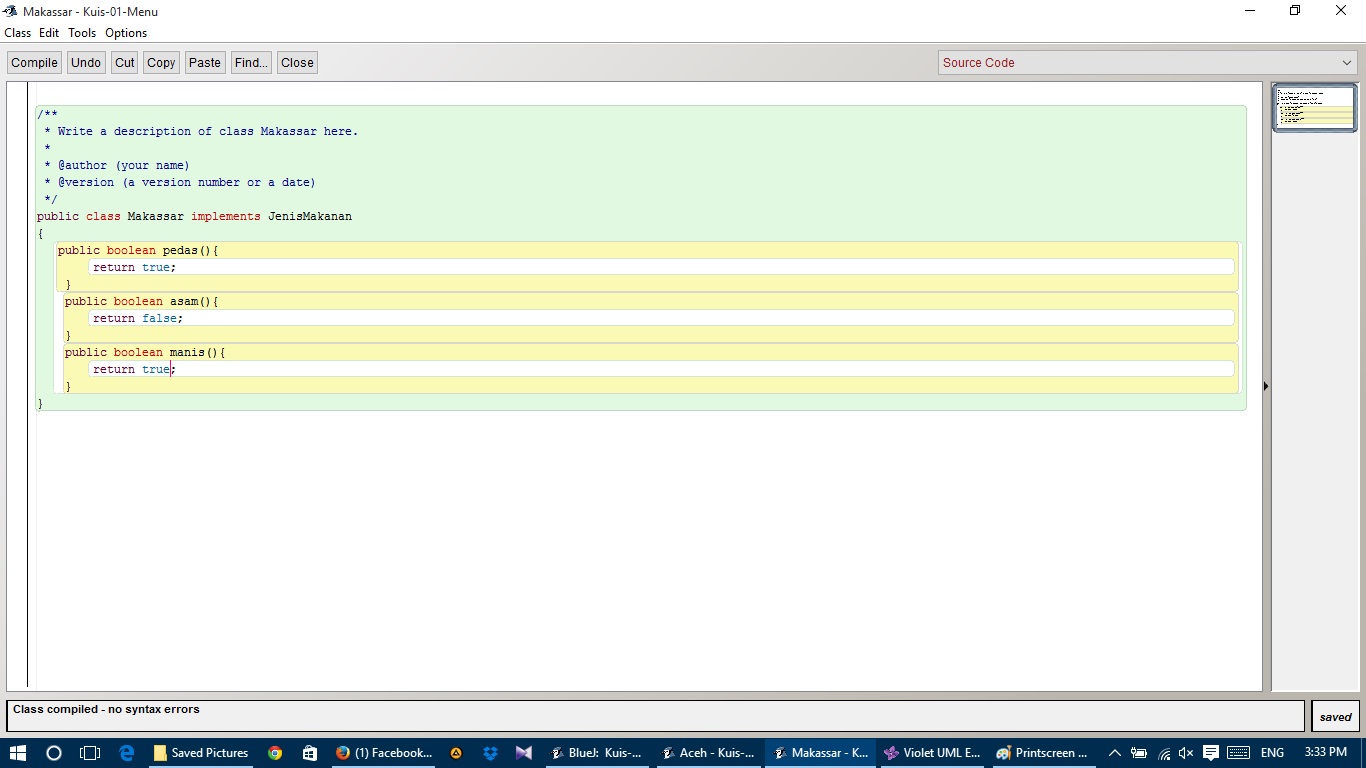 Makassar - Kuis-01-Menu
Class Edit Tools Options
Compile Undo Cut Copy Paste Find... Close Source Code
/**
 * Write a description of class Makassar here.
 *
 * @author (your name)
 * @version (a version number or a date)
 */
public class Makassar implements JenisMakanan
{
public boolean pedas(){
return true;
}
public boolean asam(){
return false;
}
public boolean manis(){
return true;
}
}
Class compiled - no syntax errors
saved
Saved Pictures (1) Facebook... BlueJ: Kuis-... Aceh - Kuis-... Makassar - K... Violet UML E... Printscreen ... ENG 3:33 PM